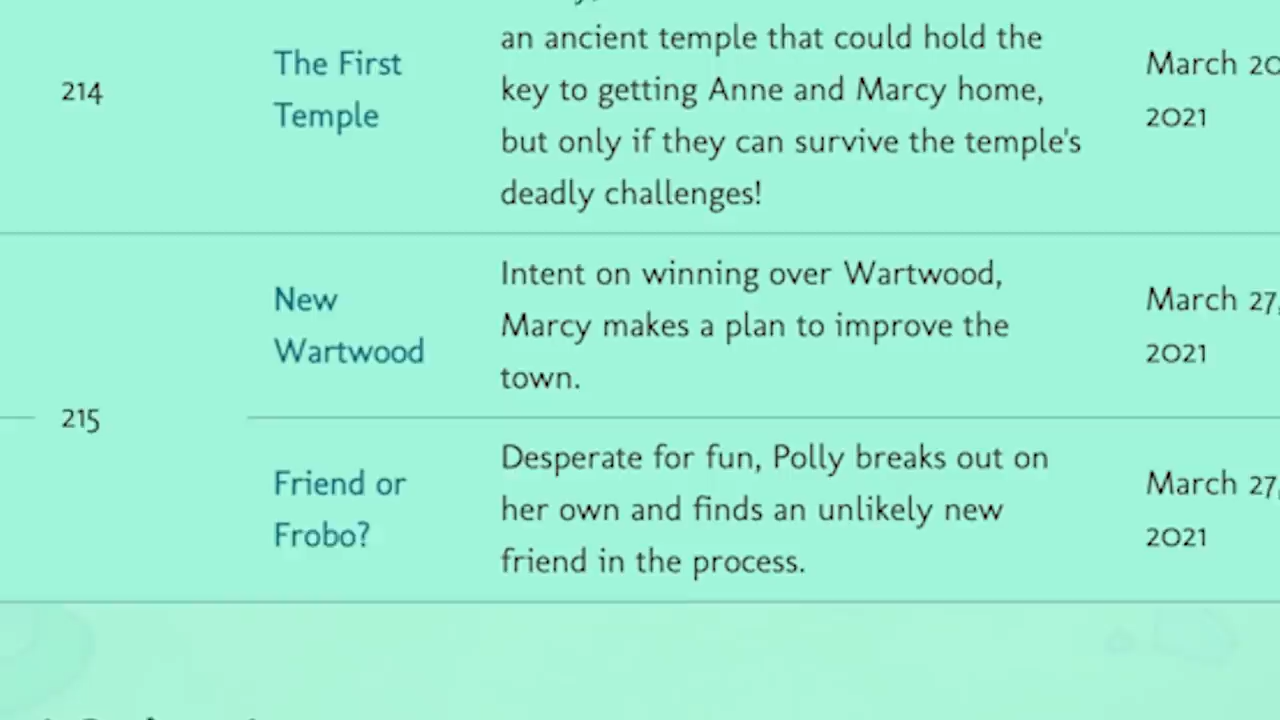 an ancient temple that could hold the
The First
March 20
214
key to getting Anne and Marcy home,
Temple
2021
but only if they can survive the temple's
deadly challenges!
Intent on winning over Wartwood,
New
March 27,
Marcy makes a plan to improve the
Wartwood
2021
town.
215
Desperate for fun, Polly breaks out on
Friend or
March 27,
her own and finds an unlikely new
Frobo?
2021
friend in the process.